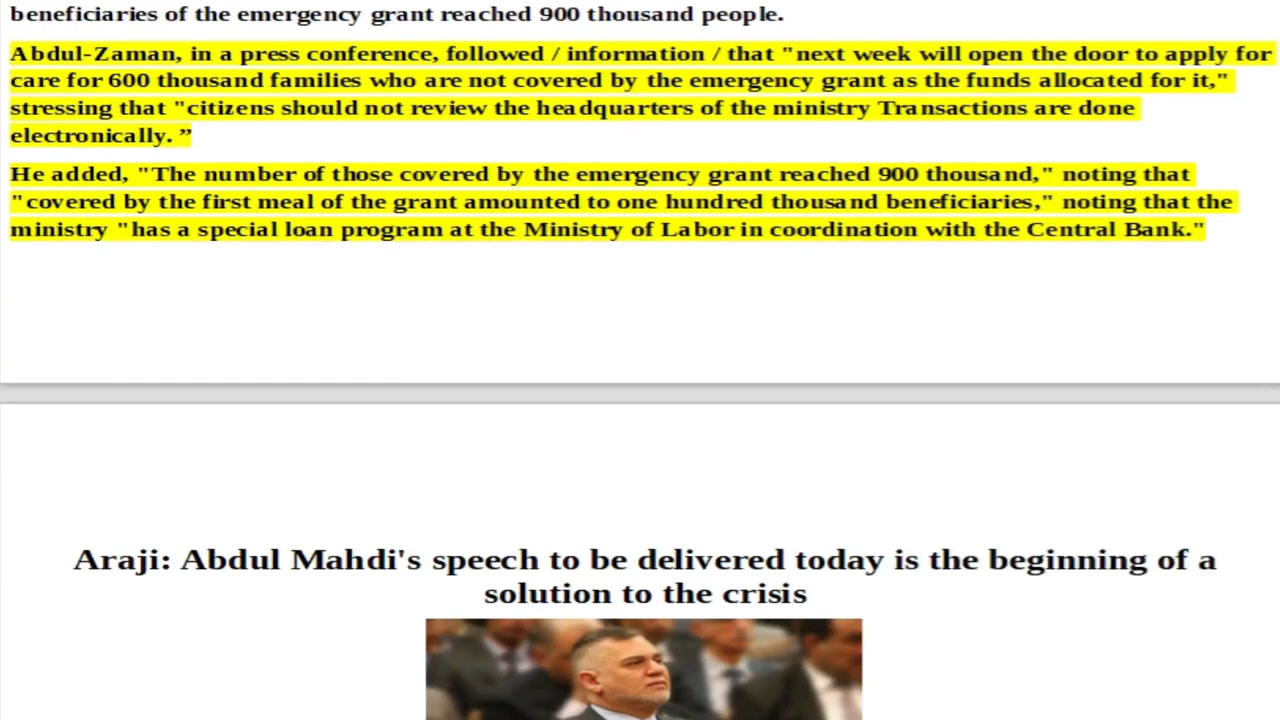 beneficiaries of the emergency grant reached 900 thousand people.
Abdul-Zaman, in a press conference, followed / information / that "next week will open the door to apply for
care for 600 thousand families who are not covered by the emergency grant as the funds allocated for it,"
stressing that "citizens should not review the headquarters of the ministry Transactions are done
electronically. ”
He added, "The number of those covered by the emergency grant reached 900 thousand," noting that
"covered by the first meal of the grant amounted to one hundred thousand beneficiaries," noting that the
ministry "has a special loan program at the Ministry of Labor in coordination with the Central Bank."
Araji: Abdul Mahdi's speech to be delivered today is the beginning of a
solution to the crisis